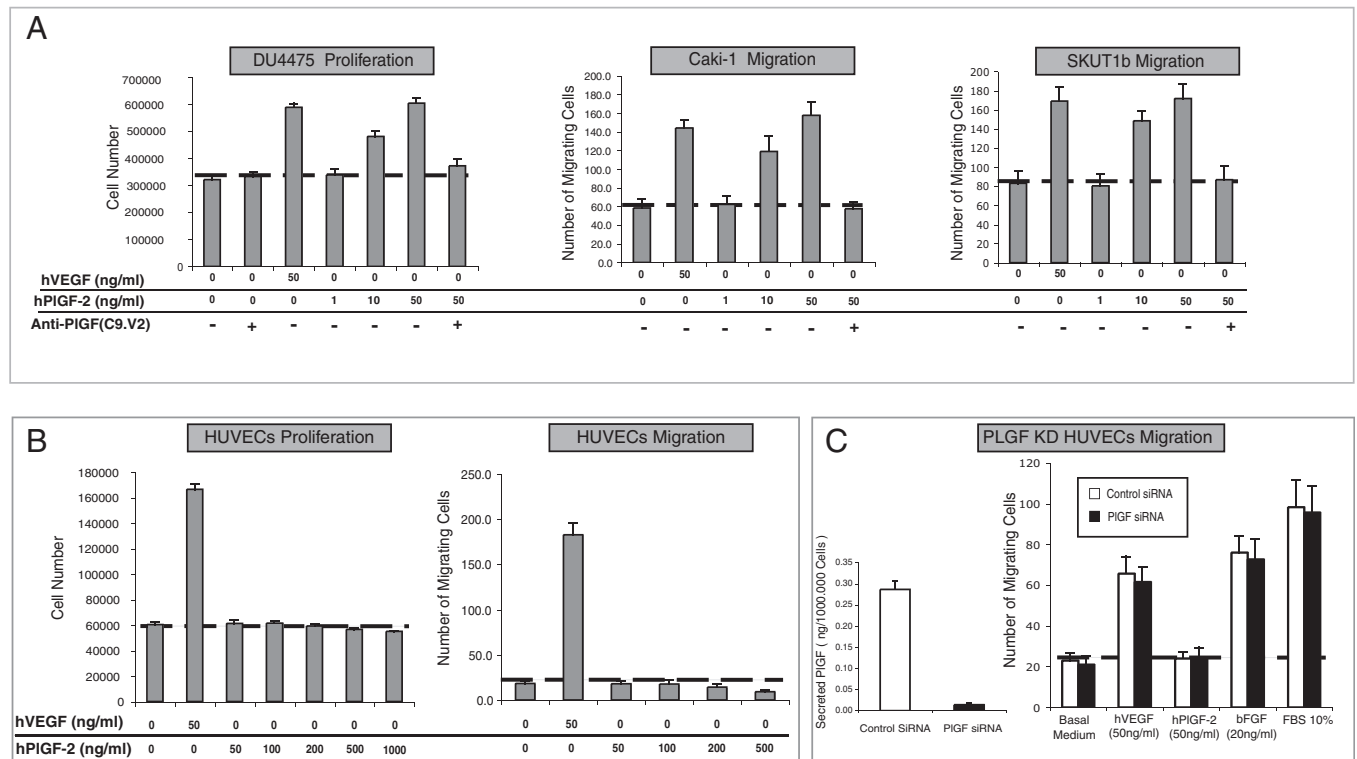 A
DU4475 Proliferation
Caki-1 Migration
SKUT1b Migration
Cell Number
700000
600000
500000
400000
300000
200000
100000
0
Number of Migrating Cells
200.0
180.0
160.0
140.0
120.0
100.0
80.0
60.0
40.0
20.0
0.0
Number of Migrating Cells
200
180
160
140
120
100
80
60
40
20
0
hVEGF (ng/ml) 0 0 50 0 0 0 0 0 50 0 0 0 0 0 50 0 0 0 0
hPlGF-2 (ng/ml) 0 0 0 1 10 50 50 0 0 1 10 50 50 0 0 1 10 50 50
Anti-PlGF(C9.V2) - + - - - - + - - - - - + - - - - - +
B
HUVECs Proliferation
HUVECs Migration
Cell Number
180000
160000
140000
120000
100000
80000
60000
40000
20000
0
Number of Migrating Cells
250.0
200.0
150.0
100.0
50.0
0.0
hVEGF (ng/ml) 0 50 0 0 0 0 0 0 50 0 0 0 0
hPlGF-2 (ng/ml) 0 0 50 100 200 500 1000 0 0 50 100 200 500
C
PLGF KD HUVECs Migration
Secreted PlGF ( ng/1000.000 Cells )
0.35
0.30
0.25
0.20
0.15
0.10
0.05
0.00
Control SiRNA PlGF siRNA
Number of Migrating Cells
120
100
80
60
40
20
0
Control siRNA
PlGF siRNA
Basal hVEGF hPlGF-2 bFGF FBS 10%
Medium (50ng/ml) (50ng/ml) (20ng/ml)